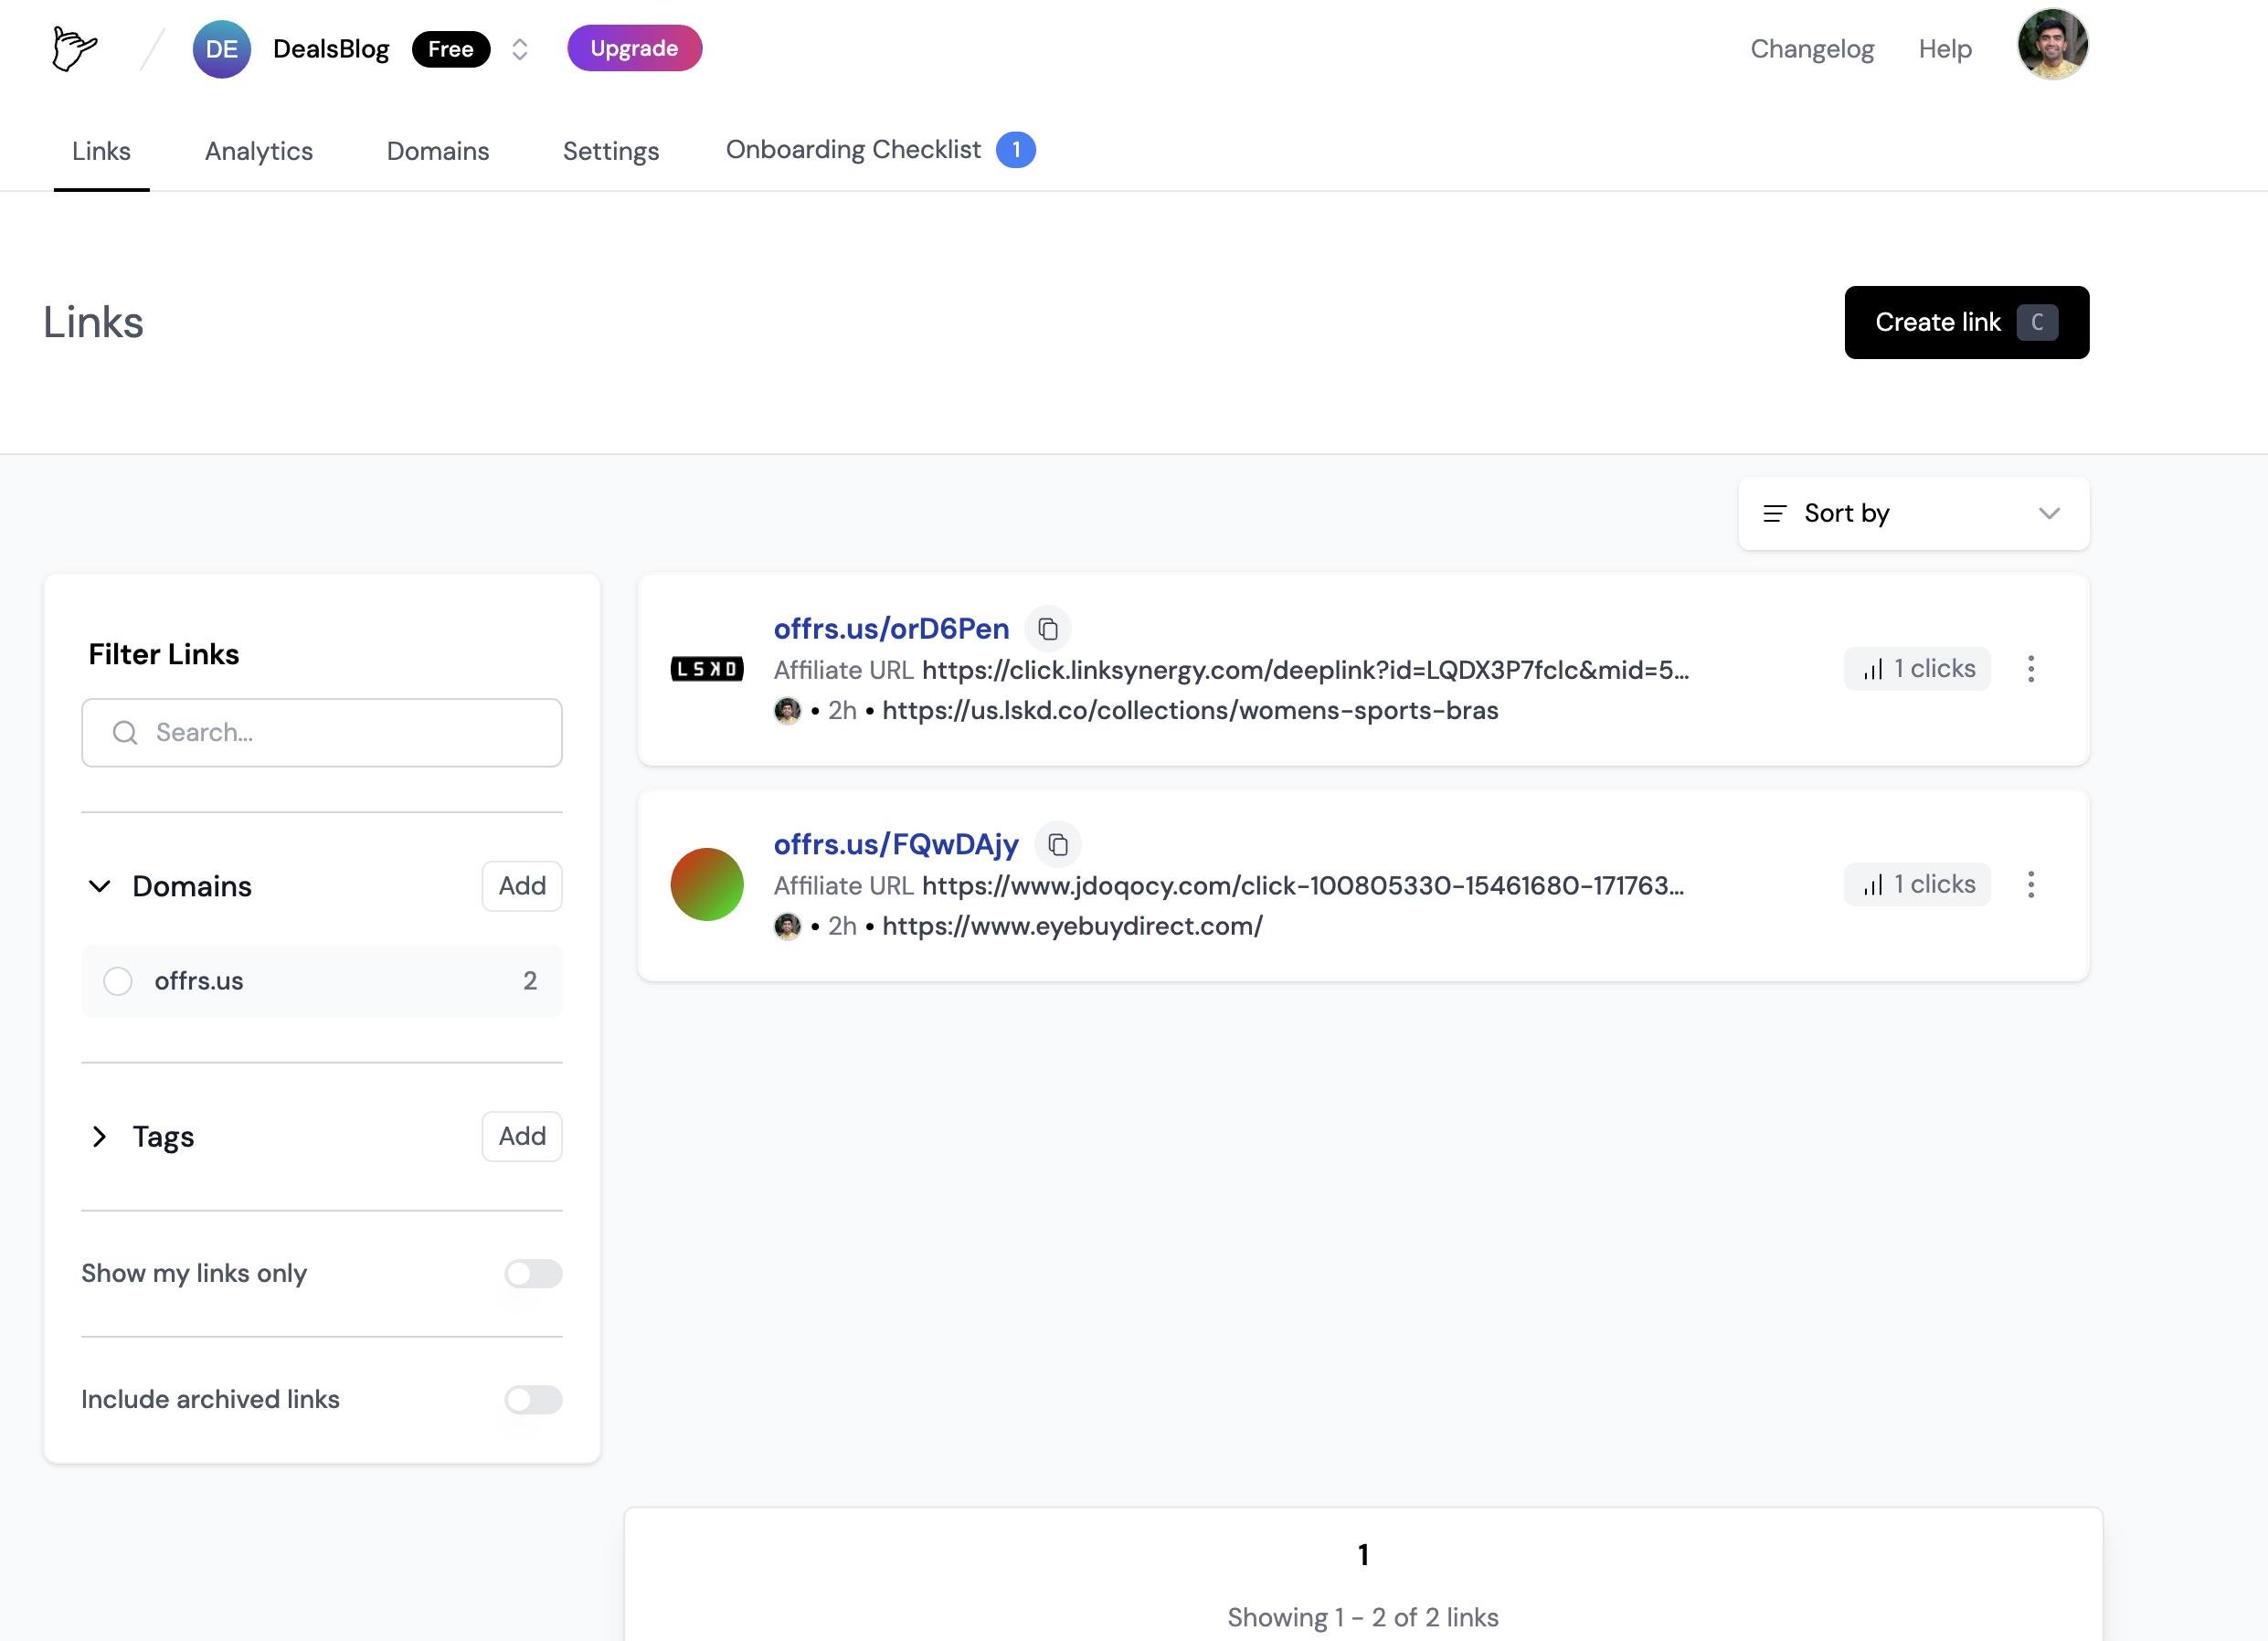 DE DealsBlog Free Upgrade Changelog Help
Links Analytics Domains Settings Onboarding Checklist 1
Links
Create link C
Sort by
Filter Links
Search...
Domains Add
offrs.us 2
Tags Add
Show my links only
Include archived links
LSKD
offrs.us/orD6Pen
Affiliate URL https://click.linksynergy.com/deeplink?id=LQDX3P7fclc&mid=5...
• 2h • https://us.lskd.co/collections/womens-sports-bras
1 clicks
offrs.us/FQwDAjy
Affiliate URL https://www.jdoqocy.com/click-100805330-15461680-171763...
• 2h • https://www.eyebuydirect.com/
1 clicks
1
Showing 1 - 2 of 2 links